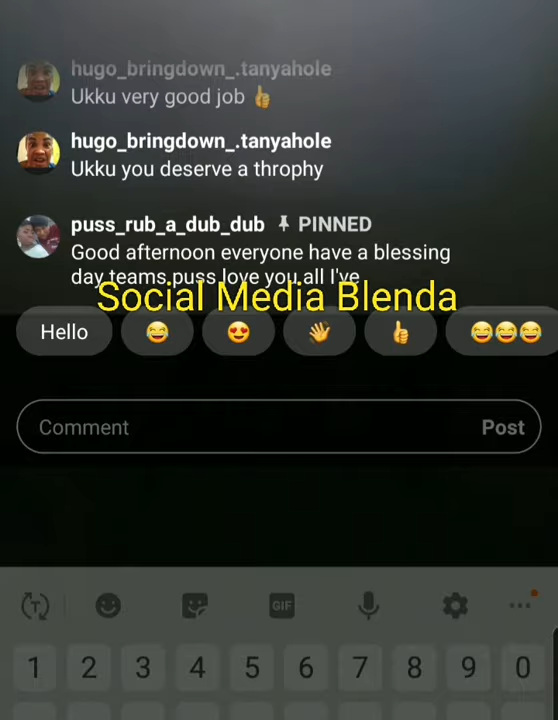 hugo_bringdown_.tanyahole
Ukku very good job 👍
hugo_bringdown_.tanyahole
Ukku you deserve a throphy
puss_rub_a_dub_dub PINNED
Good afternoon everyone have a blessing
day teams puss love you all I've
Social Media Blenda
Hello
Comment Post
T GIF
1 2 3 4 5 6 7 8 9 0